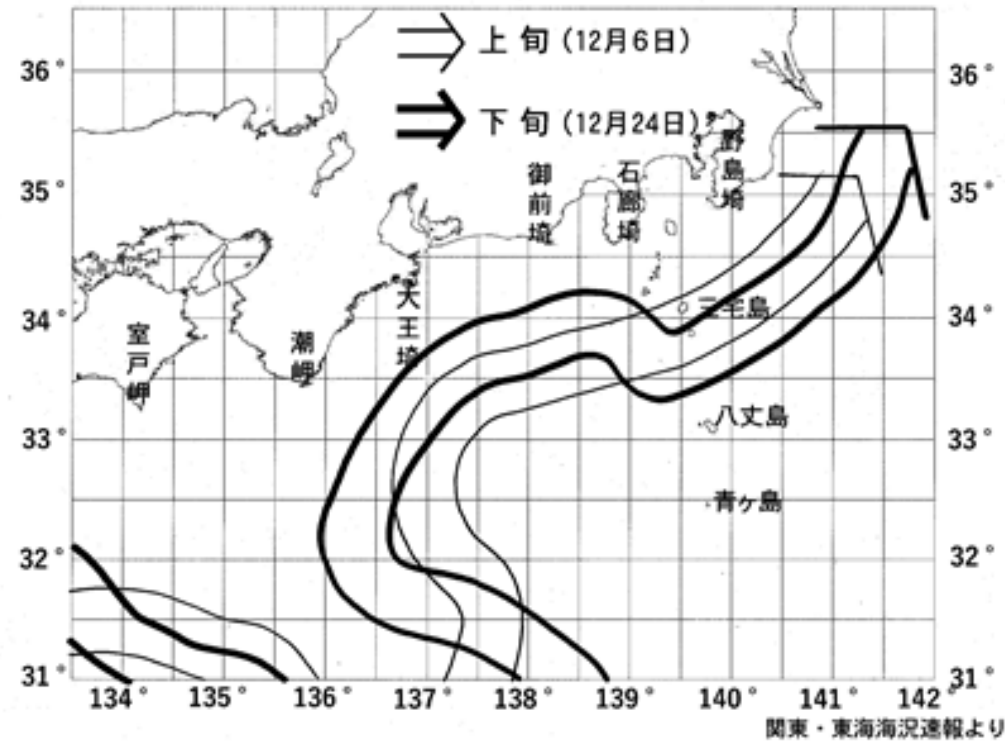 上旬（12月6日）
下旬（12月24日）
36°
36°
35°
35°
34°
34°
33°
33°
32°
32°
31°
31°
御前埼
石廊埼
野島埼
大王埼
潮岬
室戸岬
三宅島
八丈島
青ヶ島
134°
135°
136°
137°
138°
139°
140°
141°
142°
関東・東海海況速報より